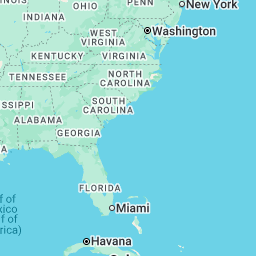 New York
OHIO
PENN
INDIANA
WEST
VIRGINIA
Washington
KENTUCKY
VIRGINIA
TENNESSEE
NORTH
CAROLINA
SSIPPI
SOUTH
CAROLINA
ALABAMA
GEORGIA
FLORIDA
f of
xico
f of
rica)
Miami
Havana